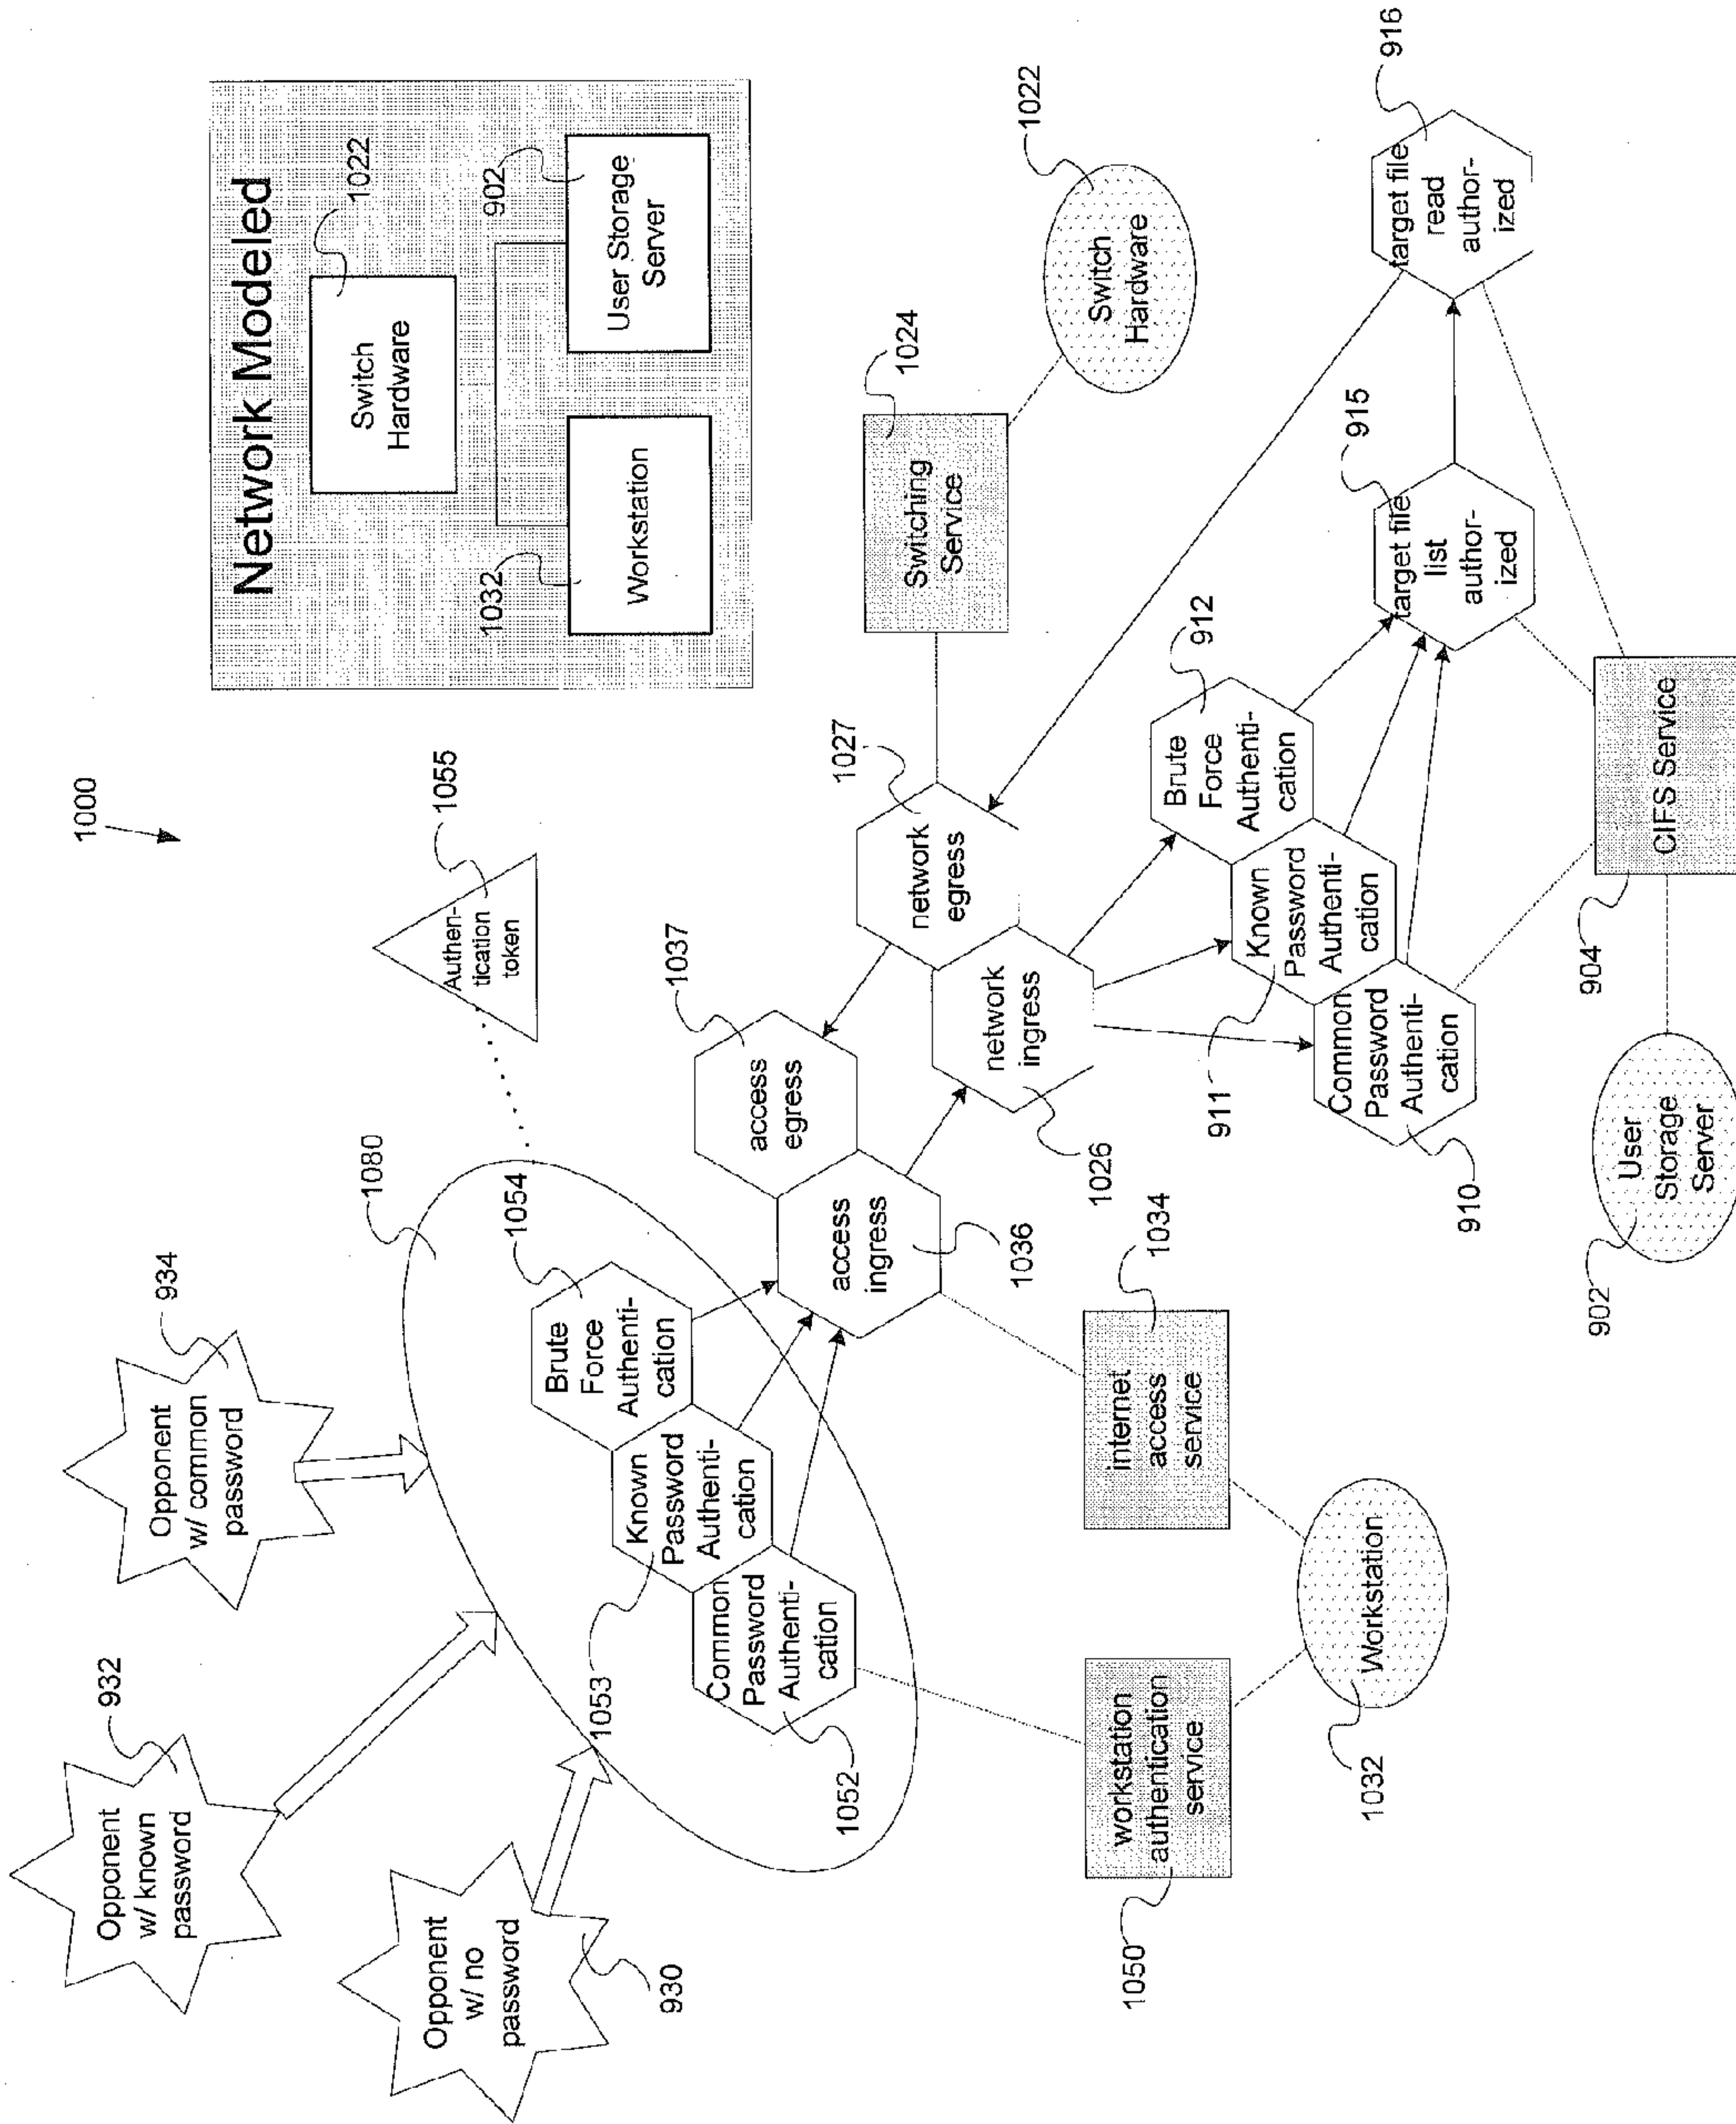 1000
Network Modeled
Switch
Hardware
1022
1032
Workstation
902
User Storage
Server
Opponent
w/ known
password
932
Opponent
w/ common
password
934
Opponent
w/ no
password
930
1080
Authen-
tication
token
1055
Brute
Force
Authenti-
cation
1054
Known
Password
Authenti-
cation
1053
Common
Password
Authenti-
cation
1052
access
egress
1037
access
ingress
1036
network
egress
1027
network
ingress
1026
Switching
Service
1024
Switch
Hardware
1022
Brute
Force
Authenti-
cation
912
Known
Password
Authenti-
cation
911
Common
Password
Authenti-
cation
910
target file
list
author-
ized
915
target file
read
author-
ized
916
workstation
authentication
service
1050
internet
access
service
1034
Workstation
1032
User
Storage
Server
902
CIFS Service
904